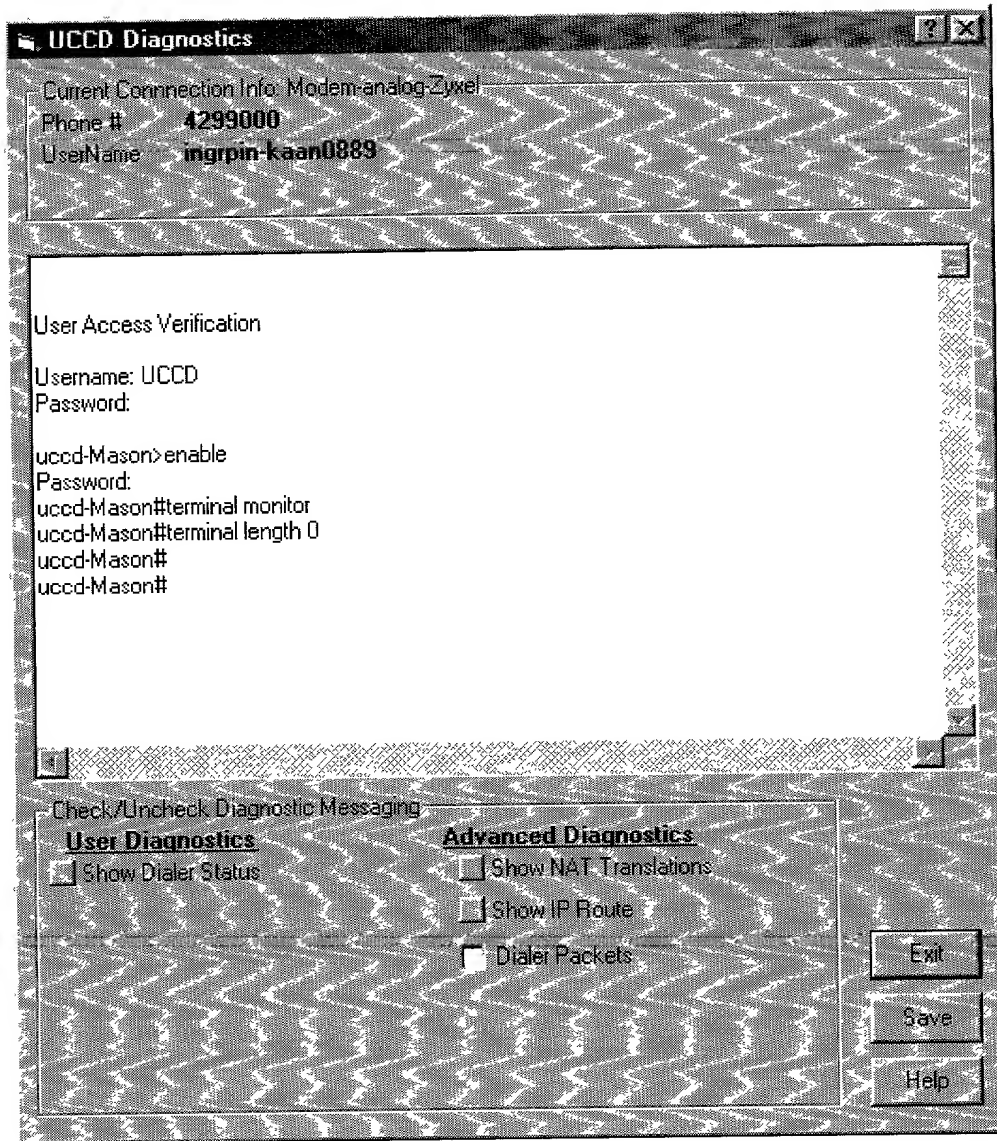 UCCD Diagnostics
Current Connnection Info: Modem-analog-Zyxel
Phone # 4299000
UserName ingrpin-kaan0889
User Access Verification
Username: UCCD
Password:
uccd-Mason>enable
Password:
uccd-Mason#terminal monitor
uccd-Mason#terminal length 0
uccd-Mason#
uccd-Mason#
Check/Uncheck Diagnostic Messaging
User Diagnostics Advanced Diagnostics
Show Dialer Status Show NAT Translations
Show IP Route
Dialer Packets
Exit
Save
Help